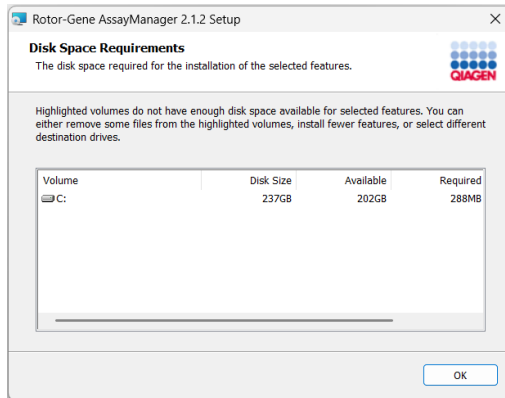 Rotor-Gene AssayManager 2.1.2 Setup
Disk Space Requirements
The disk space required for the installation of the selected features.
QIAGEN
Highlighted volumes do not have enough disk space available for selected features. You can
either remove some files from the highlighted volumes, install fewer features, or select different
destination drives.
Volume Disk Size Available Required
C: 237GB 202GB 288MB
OK